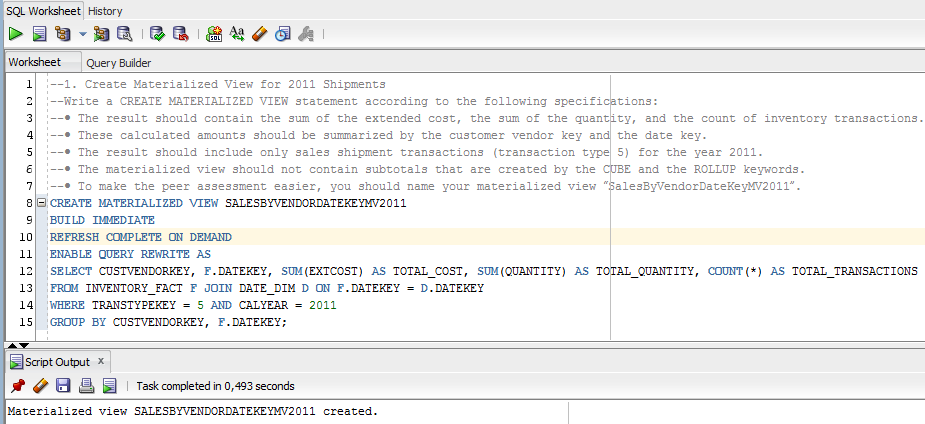 SQL Worksheet History
Worksheet Query Builder
1 --1. Create Materialized View for 2011 Shipments
2 --Write a CREATE MATERIALIZED VIEW statement according to the following specifications:
3 --• The result should contain the sum of the extended cost, the sum of the quantity, and the count of inventory transactions.
4 --• These calculated amounts should be summarized by the customer vendor key and the date key.
5 --• The result should include only sales shipment transactions (transaction type 5) for the year 2011.
6 --• The materialized view should not contain subtotals that are created by the CUBE and the ROLLUP keywords.
7 --• To make the peer assessment easier, you should name your materialized view “SalesByVendorDateKeyMV2011”.
8 CREATE MATERIALIZED VIEW SALESBYVENDORDATEKEYMV2011
9 BUILD IMMEDIATE
10 REFRESH COMPLETE ON DEMAND
11 ENABLE QUERY REWRITE AS
12 SELECT CUSTVENDORKEY, F.DATEKEY, SUM(EXTCOST) AS TOTAL_COST, SUM(QUANTITY) AS TOTAL_QUANTITY, COUNT(*) AS TOTAL_TRANSACTIONS
13 FROM INVENTORY_FACT F JOIN DATE_DIM D ON F.DATEKEY = D.DATEKEY
14 WHERE TRANSTYPEKEY = 5 AND CALYEAR = 2011
15 GROUP BY CUSTVENDORKEY, F.DATEKEY;
Script Output x
Task completed in 0,493 seconds
Materialized view SALESBYVENDORDATEKEYMV2011 created.